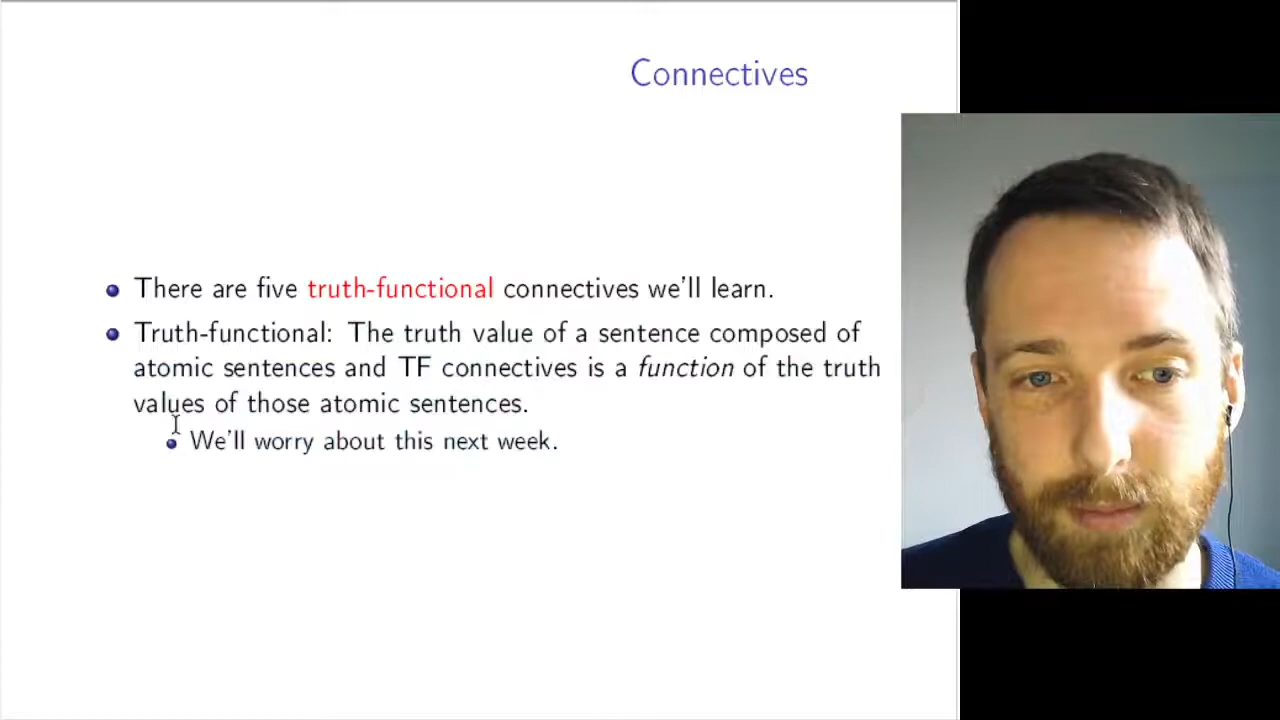 Connectives
There are five truth-functional connectives we'll learn.
Truth-functional: The truth value of a sentence composed of
atomic sentences and TF connectives is a function of the truth
values of those atomic sentences.
We'll worry about this next week.